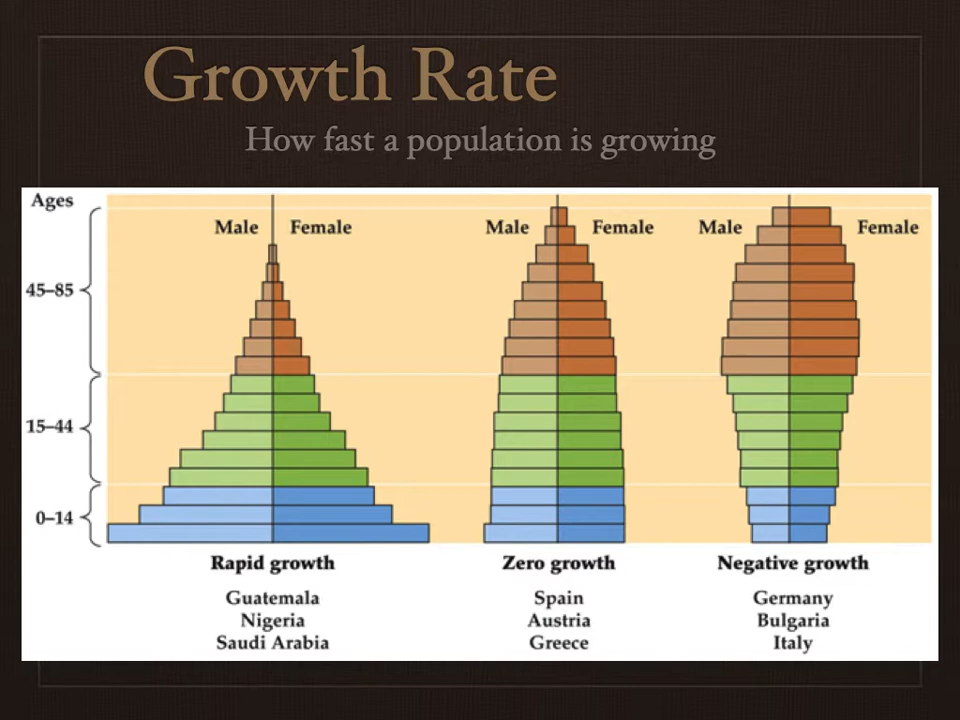 Growth Rate
How fast a population is growing
Ages
Male Female
Male Female
Male Female
45–85
15–44
0–14
Rapid growth
Guatemala
Nigeria
Saudi Arabia
Zero growth
Spain
Austria
Greece
Negative growth
Germany
Bulgaria
Italy